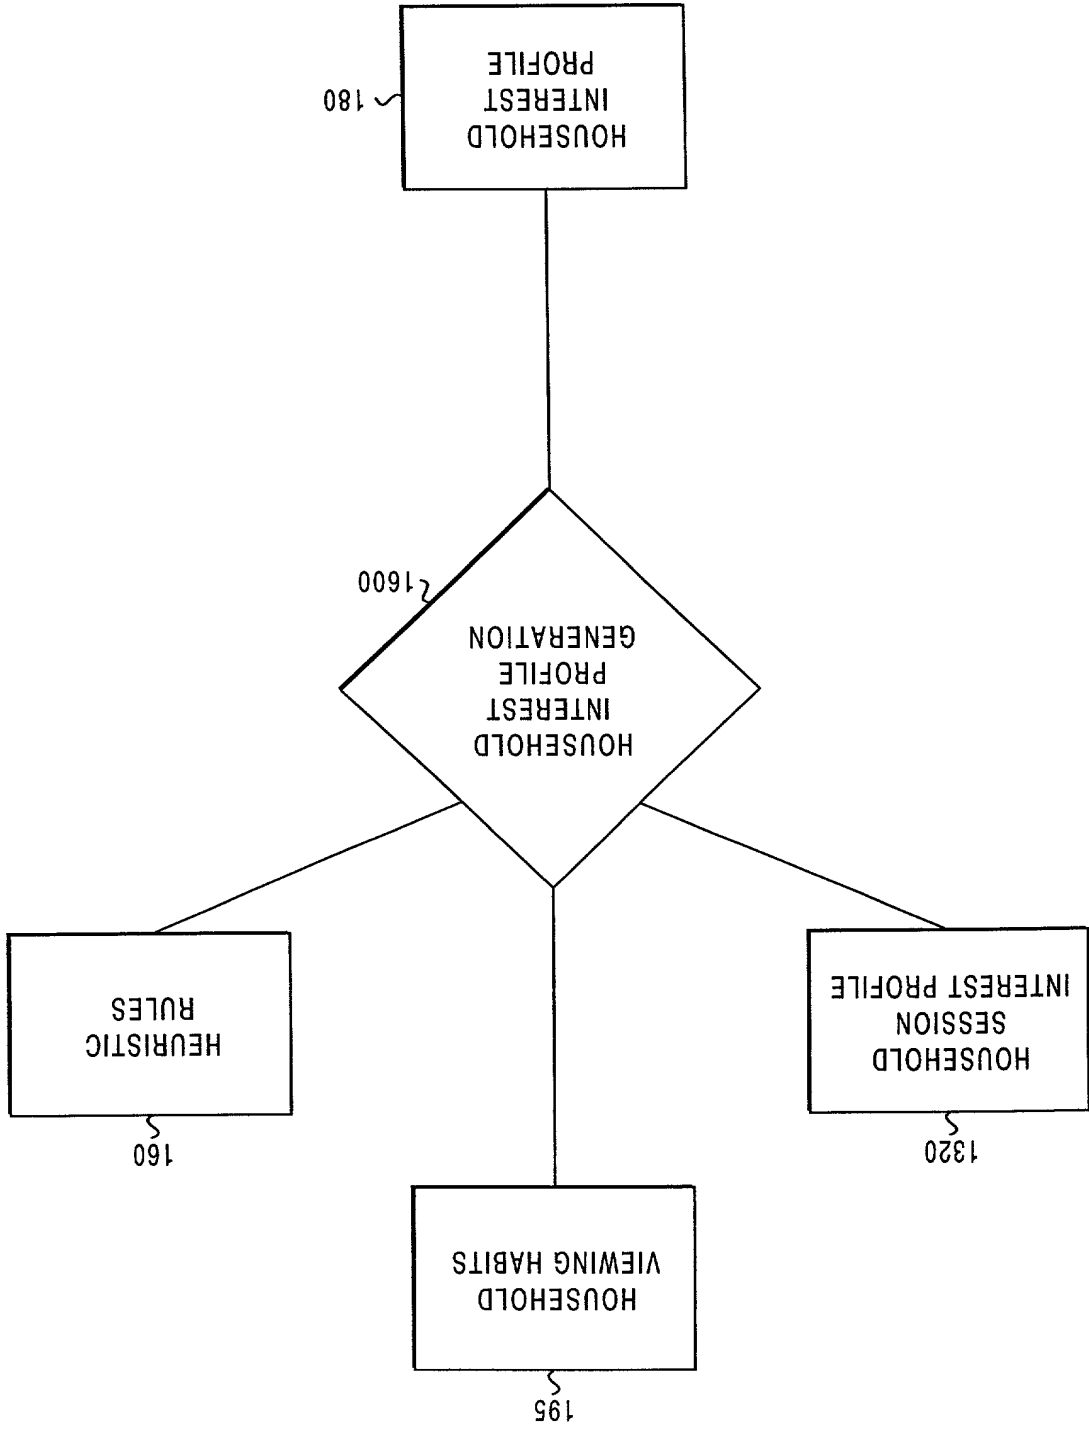 195
HOUSEHOLD
VIEWING HABITS
1320
HOUSEHOLD
SESSION
INTEREST PROFILE
160
HEURISTIC
RULES
HOUSEHOLD
INTEREST
PROFILE
GENERATION
1600
HOUSEHOLD
INTEREST
PROFILE
180